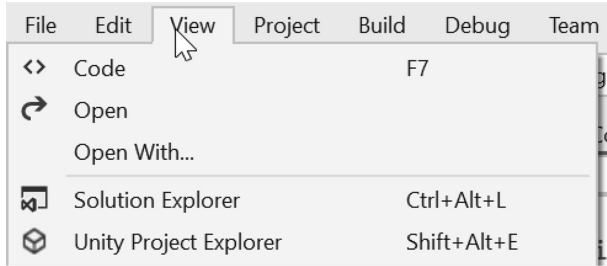 File Edit View Project Build Debug Team
Code F7
Open
Open With...
Solution Explorer Ctrl+Alt+L
Unity Project Explorer Shift+Alt+E